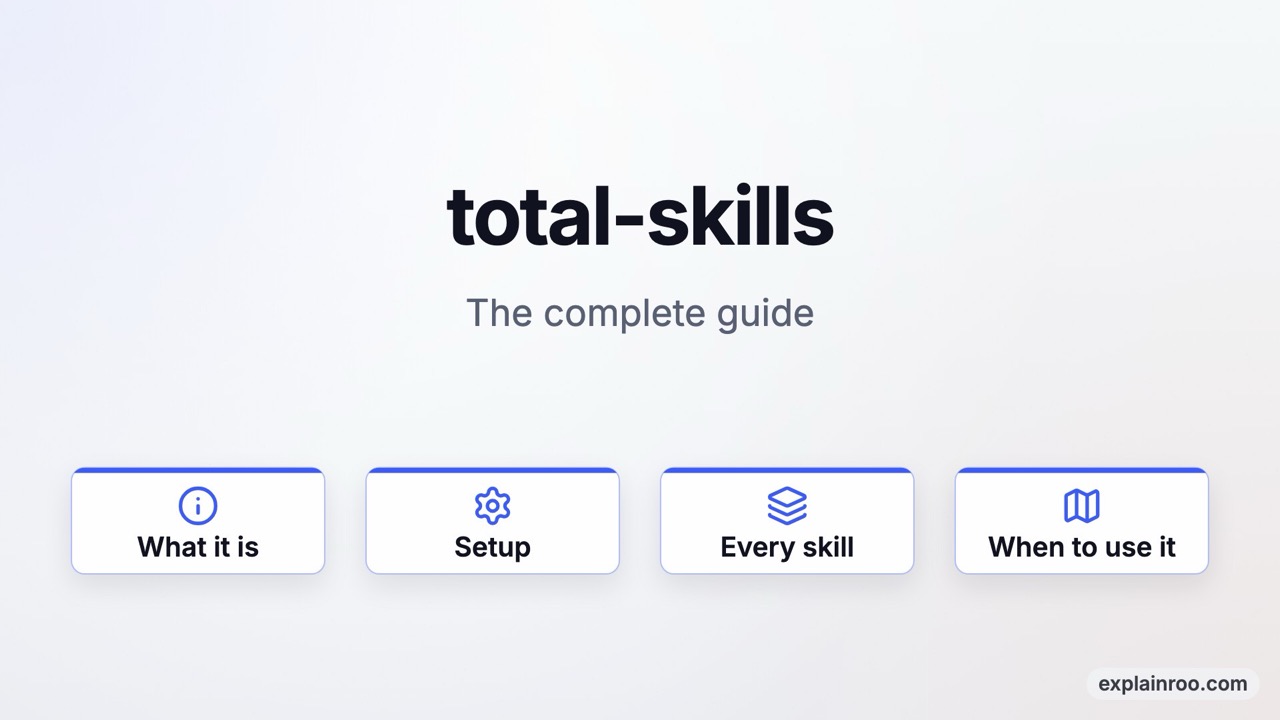 total-skills
The complete guide
What it is
Setup
Every skill
When to use it
explainroo.com